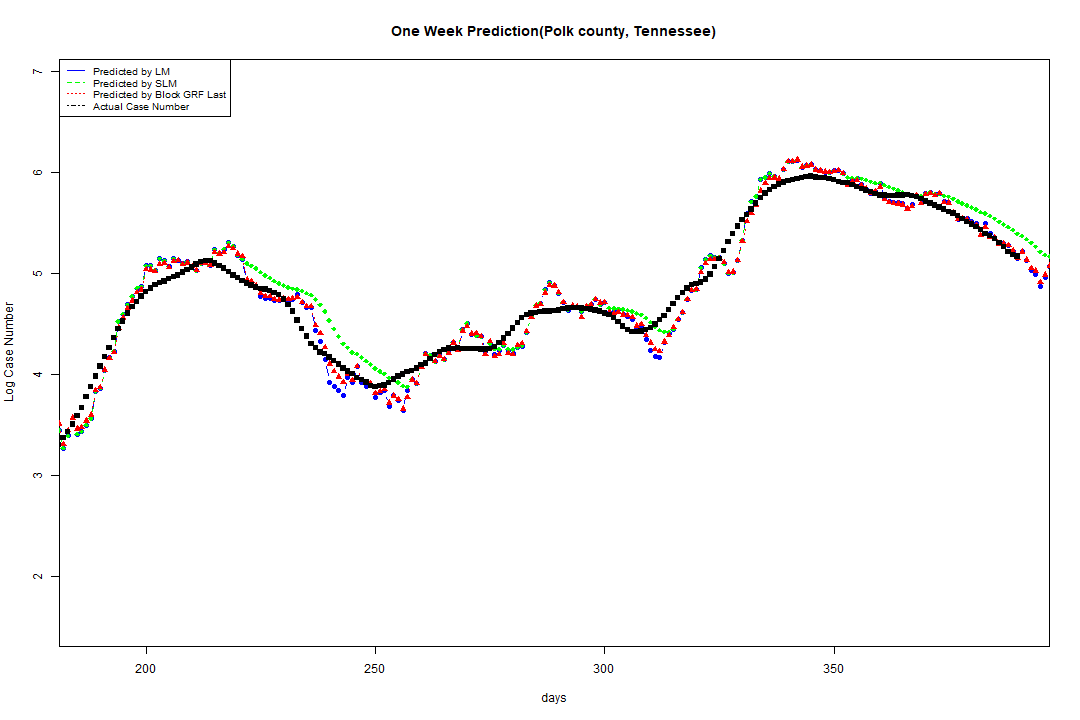 One Week Prediction(Polk county, Tennessee)
Predicted by LM
Predicted by SLM
Predicted by Block GRF Last
Actual Case Number
7
6
5
4
3
2
Log Case Number
200
250
300
350
days